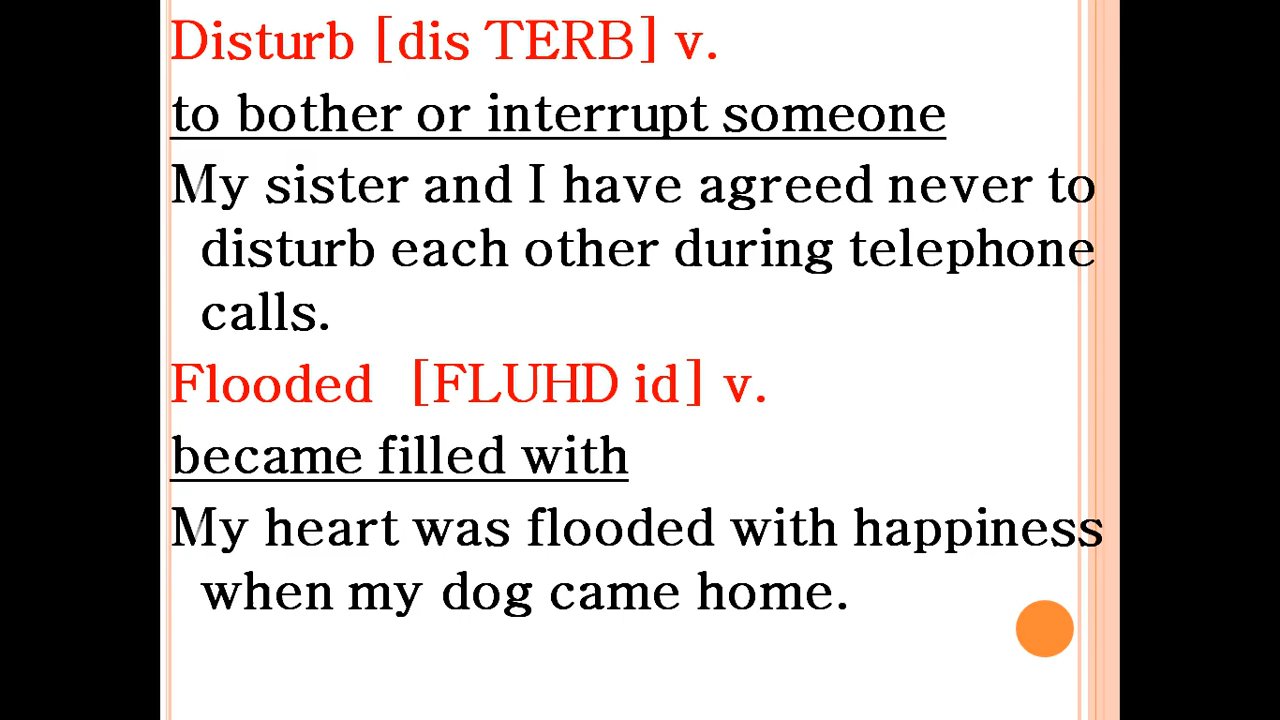 Disturb [dis TERB] v.
to bother or interrupt someone
My sister and I have agreed never to
disturb each other during telephone
calls.
Flooded [FLUHD id] v.
became filled with
My heart was flooded with happiness
when my dog came home.